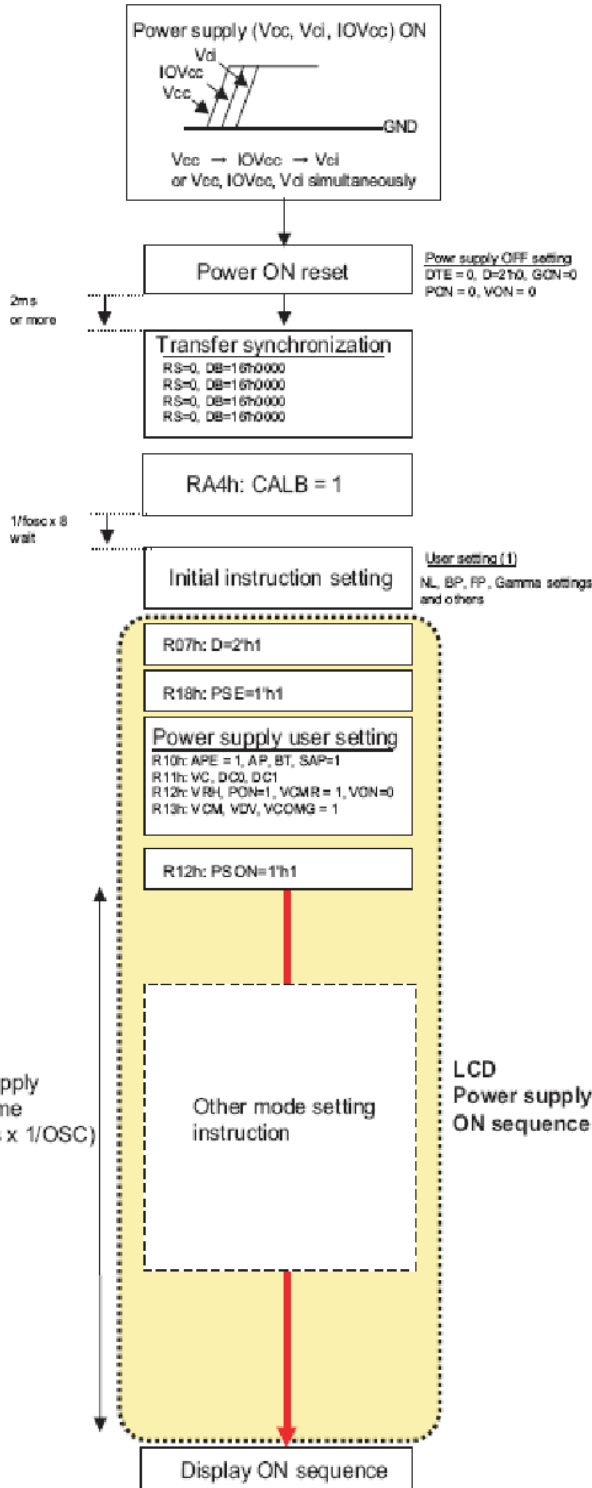 Power supply (Vcc, Vci, IOVcc) ON
Vci
IOVcc
Vcc
GND
Vcc → IOVcc → Vci
or Vcc, IOVcc, Vci simultaneously
Power ON reset
Powr supply OFF setting
DTE = 0, D=2'h0, GON=0
PON = 0, VON = 0
2ms
or more
Transfer synchronization
RS=0, DB=16'h0000
RS=0, DB=16'h0000
RS=0, DB=16'h0000
RS=0, DB=16'h0000
RA4h: CALB = 1
1/fosc x 8
wait
Initial instruction setting
User setting (1)
NL, BP, FP, Gamma settings
and others
R07h: D=2'h1
R18h: PSE=1'h1
Power supply user setting
R10h: APE = 1, AP, BT, SAP=1
R11h: VC, DC0, DC1
R12h: VRH, PON=1, VCMR = 1, VON=0
R13h: VCM, VDV, VCOMG = 1
R12h: PSON=1'h1
Other mode setting
instruction
x 1/OSC)
LCD
Power supply
ON sequence
Display ON sequence